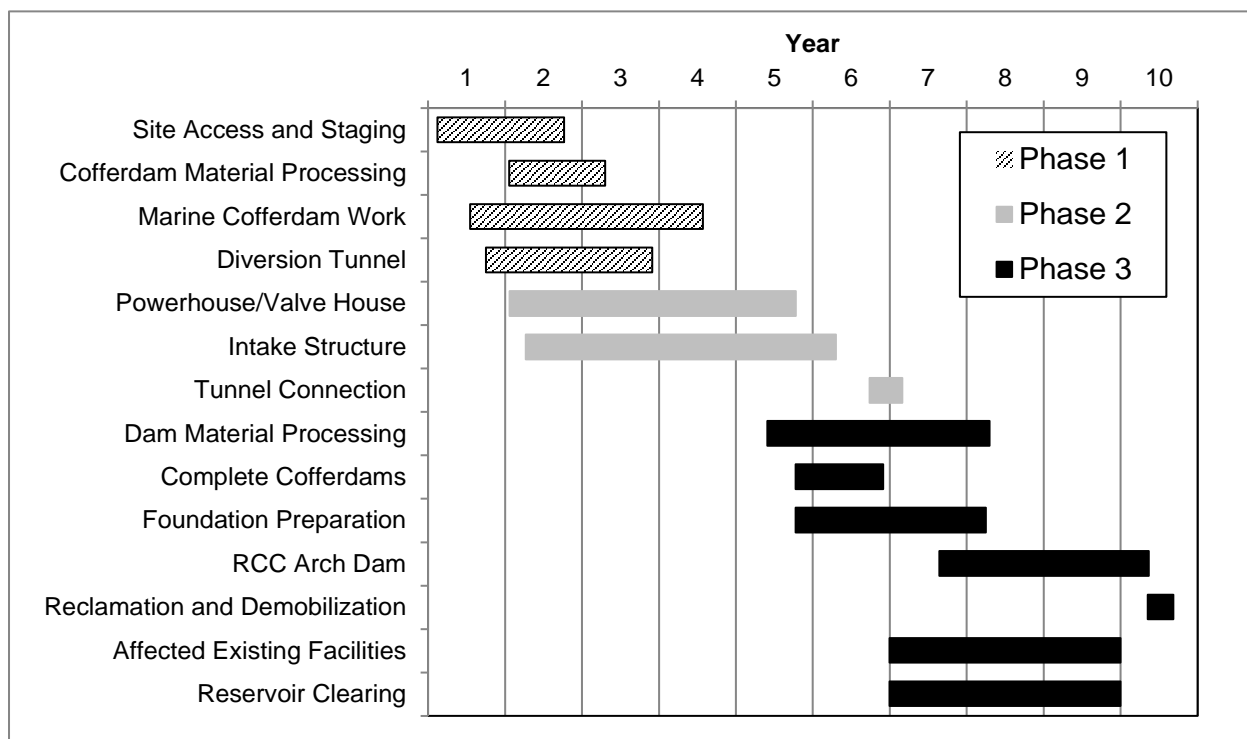 Year
1 2 3 4 5 6 7 8 9 10
Site Access and Staging
Cofferdam Material Processing
Marine Cofferdam Work
Diversion Tunnel
Powerhouse/Valve House
Intake Structure
Tunnel Connection
Dam Material Processing
Complete Cofferdams
Foundation Preparation
RCC Arch Dam
Reclamation and Demobilization
Affected Existing Facilities
Reservoir Clearing
Phase 1
Phase 2
Phase 3